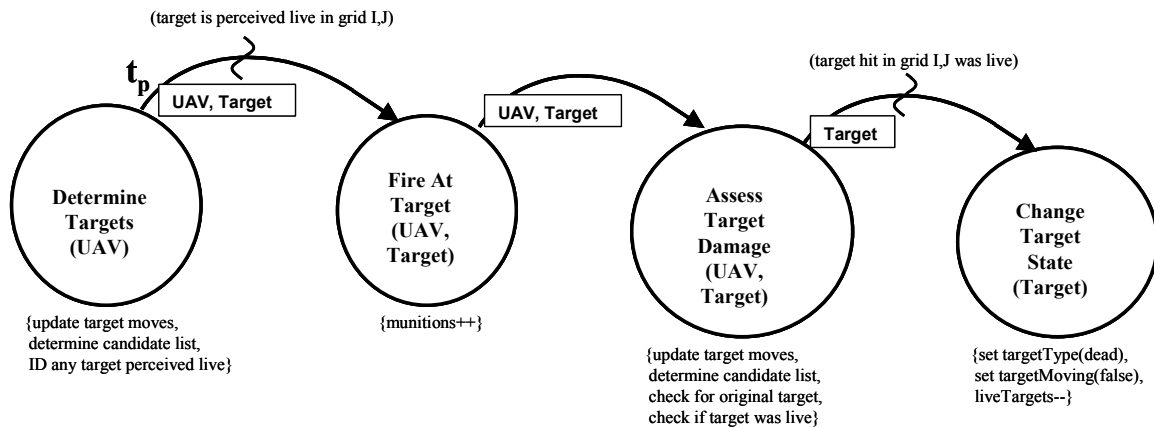 (target is perceived live in grid I,J)
t_p
UAV, Target
Determine
Targets
(UAV)
{update target moves,
determine candidate list,
ID any target perceived live}
Fire At
Target
(UAV,
Target)
{munitions++}
UAV, Target
Assess
Target
Damage
(UAV,
Target)
{update target moves,
determine candidate list,
check for original target,
check if target was live}
(target hit in grid I,J was live)
Target
Change
Target
State
(Target)
{set targetType(dead),
set targetMoving(false),
liveTargets--}